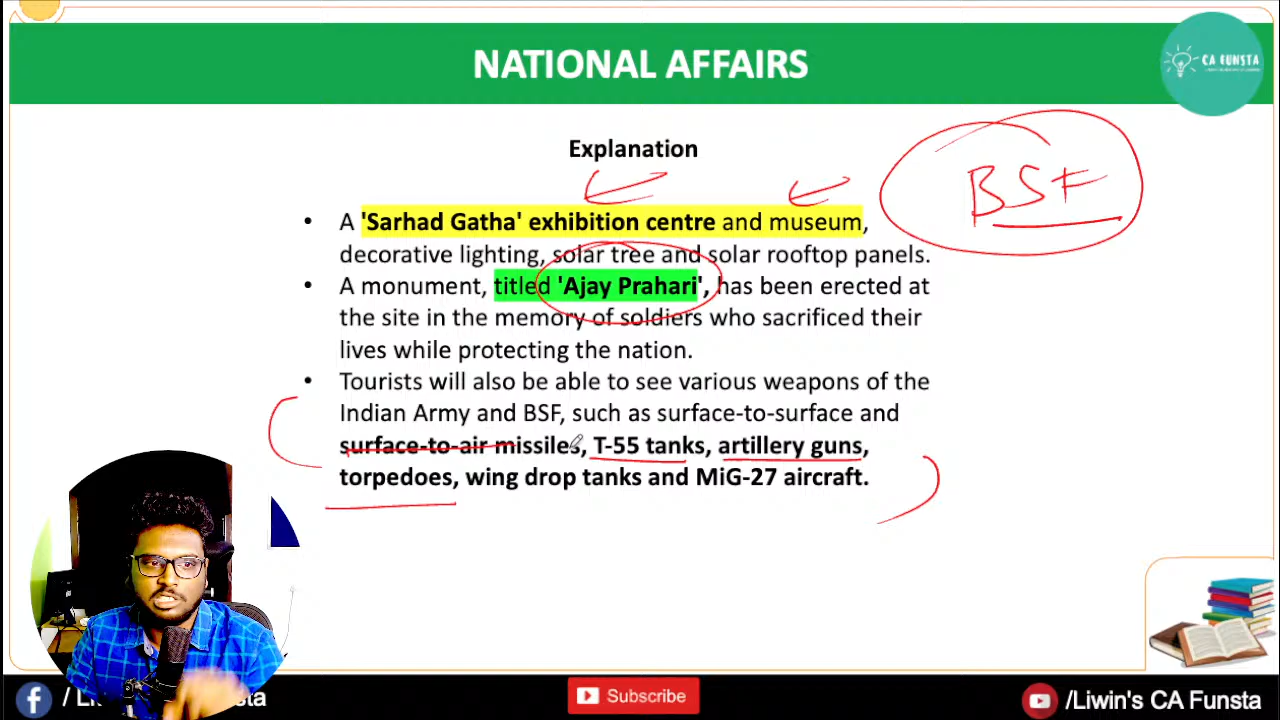 NATIONAL AFFAIRS
CA FUNSTA
Explanation
BSF
• A 'Sarhad Gatha' exhibition centre and museum,
decorative lighting, solar tree and solar rooftop panels.
• A monument, titled 'Ajay Prahari', has been erected at
the site in the memory of soldiers who sacrificed their
lives while protecting the nation.
• Tourists will also be able to see various weapons of the
Indian Army and BSF, such as surface-to-surface and
surface-to-air missiles, T-55 tanks, artillery guns,
torpedoes, wing drop tanks and MiG-27 aircraft.
Subscribe
/Liwin's CA Funsta